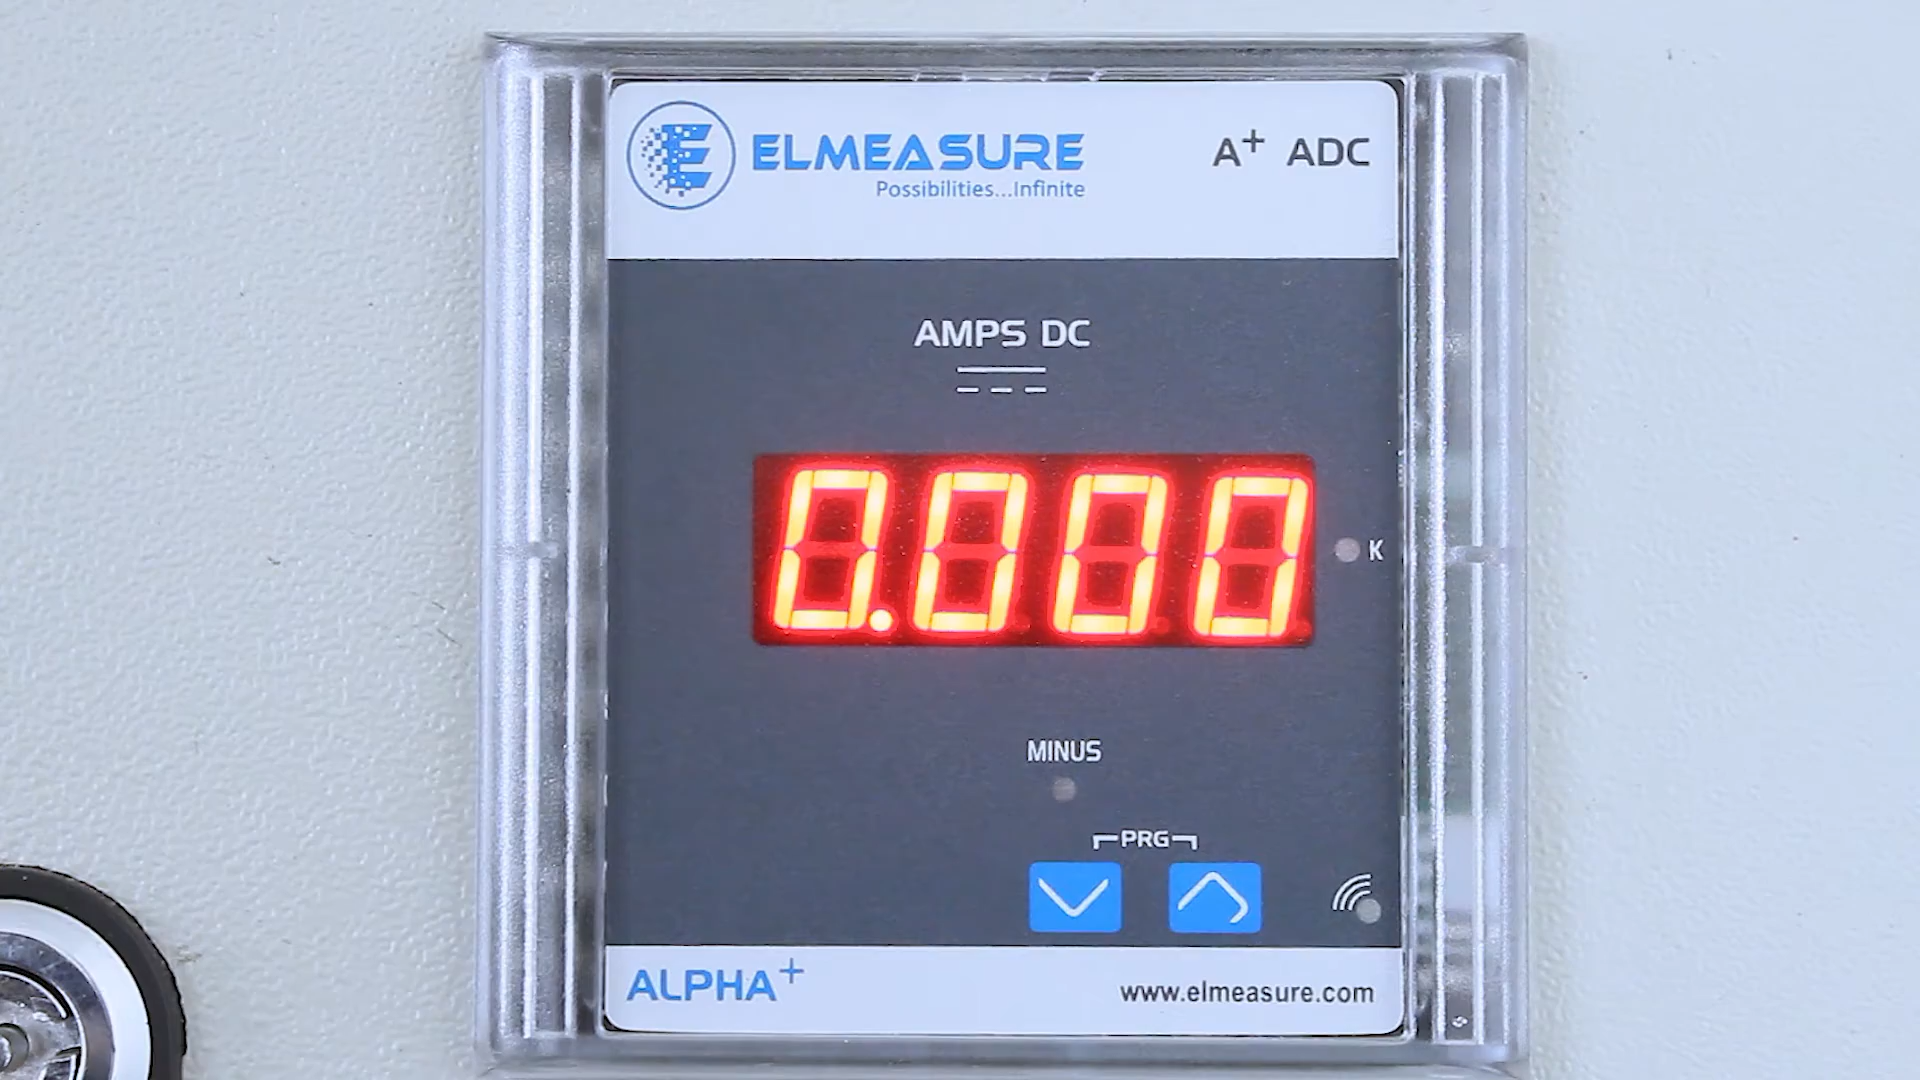 ELMEASURE
Possibilities...Infinite
A+ ADC
AMPS DC
0.000
K
MINUS
PRG
ALPHA+
www.elmeasure.com